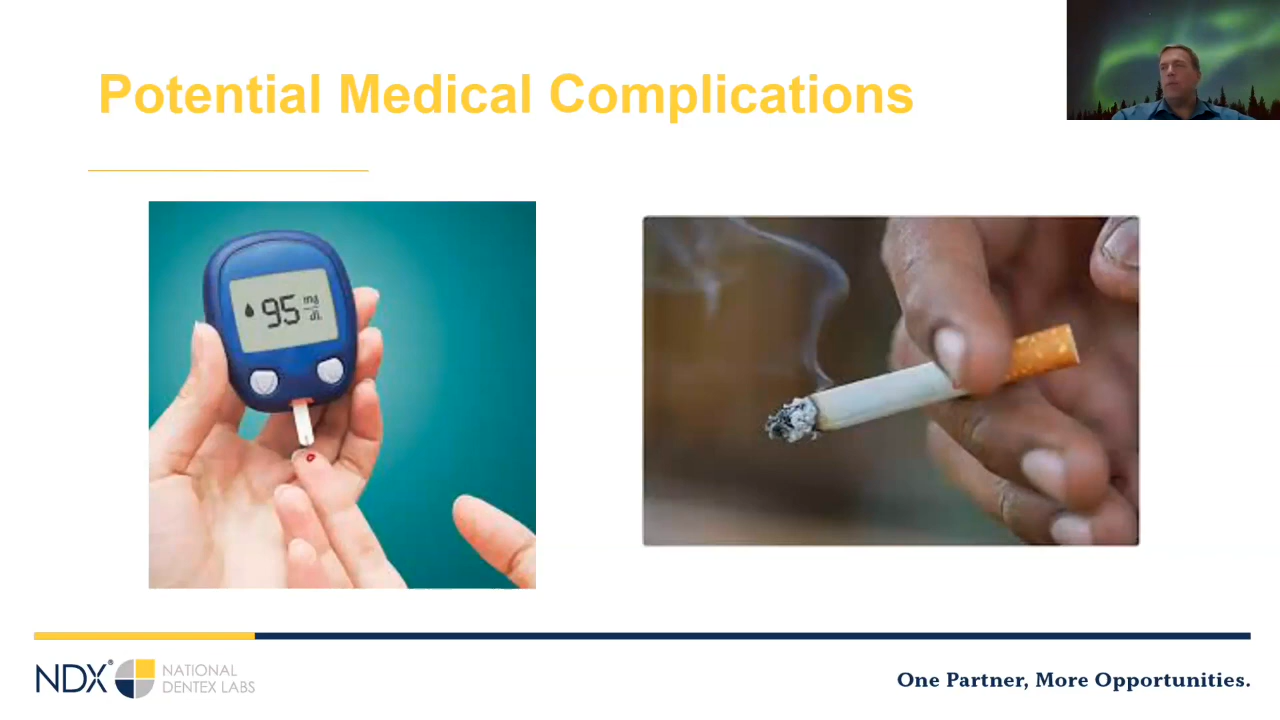 Potential Medical Complications
95 mg/dL
NDX®
NATIONAL
DENTEX LABS
One Partner, More Opportunities.